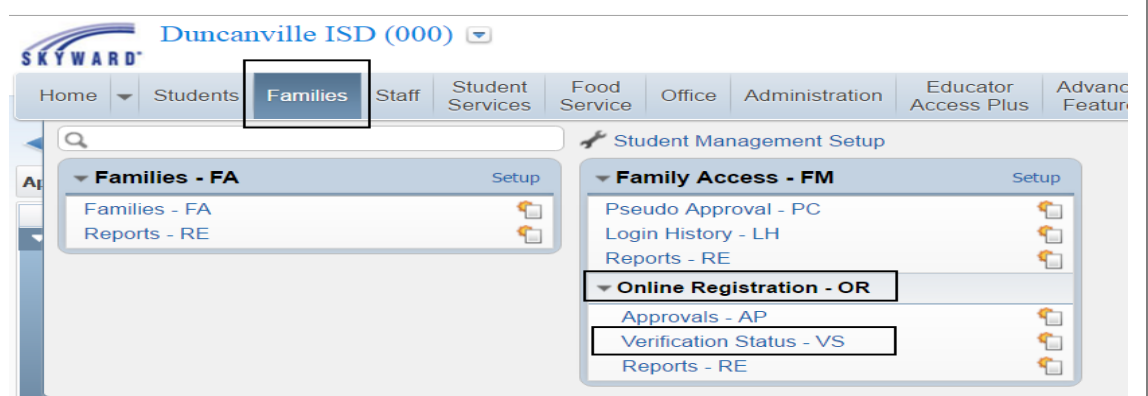 Duncanville ISD (000)
SKYWARD
Home Students Families Staff Student Services Food Service Office Administration Educator Access Plus
Student Management Setup
Families - FA Setup
Families - FA
Reports - RE
Family Access - FM Setup
Pseudo Approval - PC
Login History - LH
Reports - RE
Online Registration - OR
Approvals - AP
Verification Status - VS
Reports - RE